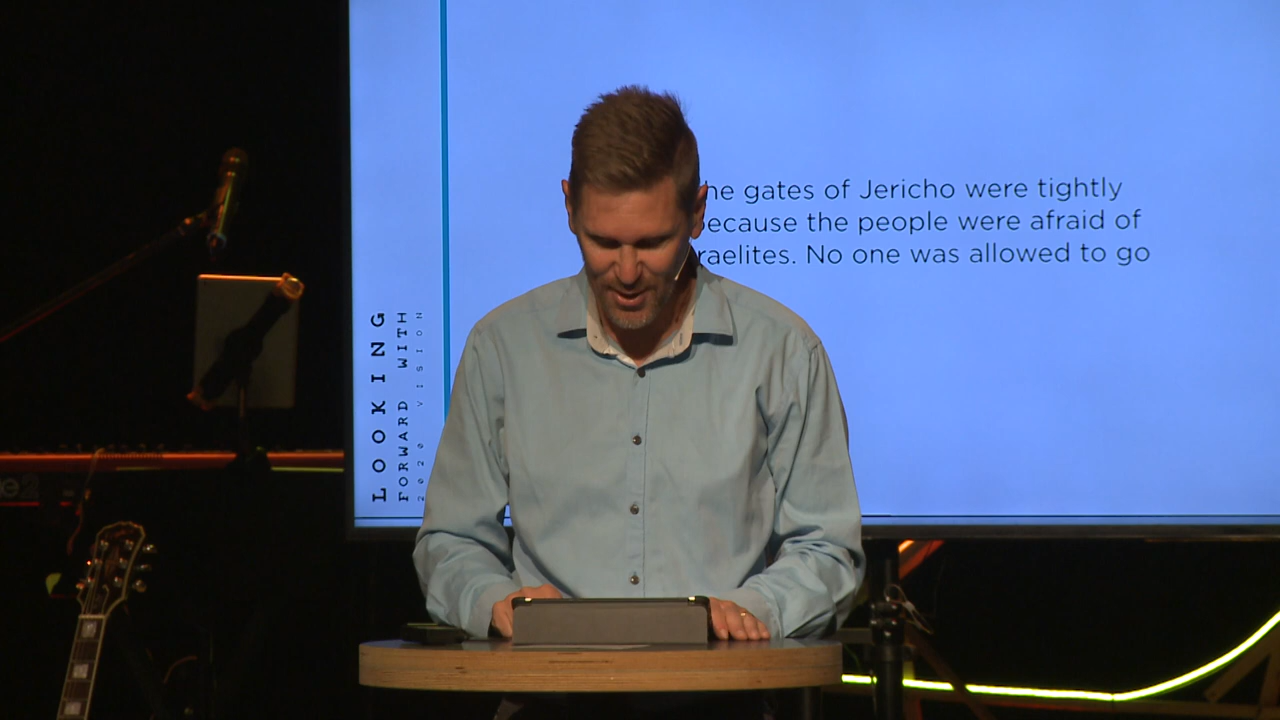 he gates of Jericho were tightly
ecause the people were afraid of
raelites. No one was allowed to go
LOOKING
FORWARD WITH
2020 VISION